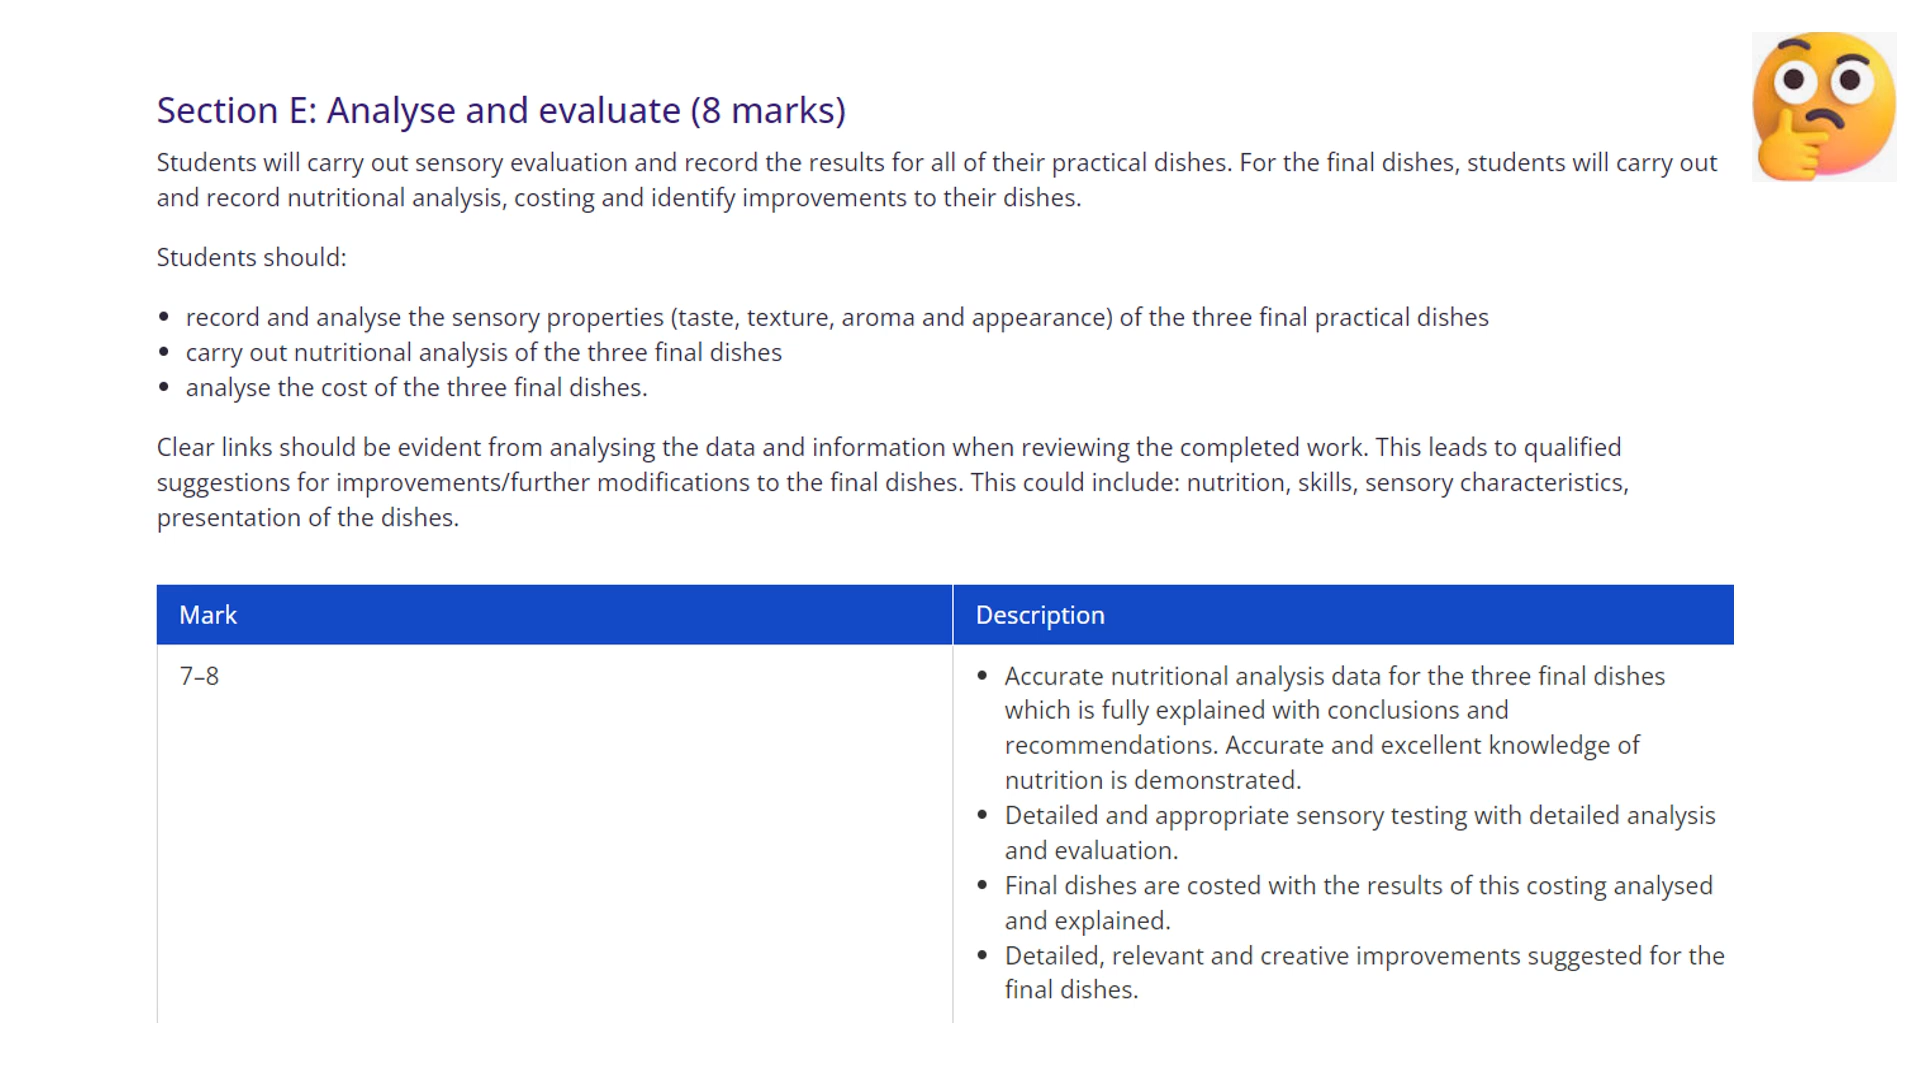 Section E: Analyse and evaluate (8 marks)
Students will carry out sensory evaluation and record the results for all of their practical dishes. For the final dishes, students will carry out
and record nutritional analysis, costing and identify improvements to their dishes.
Students should:
• record and analyse the sensory properties (taste, texture, aroma and appearance) of the three final practical dishes
• carry out nutritional analysis of the three final dishes
• analyse the cost of the three final dishes.
Clear links should be evident from analysing the data and information when reviewing the completed work. This leads to qualified
suggestions for improvements/further modifications to the final dishes. This could include: nutrition, skills, sensory characteristics,
presentation of the dishes.
Mark
Description
7–8
• Accurate nutritional analysis data for the three final dishes
which is fully explained with conclusions and
recommendations. Accurate and excellent knowledge of
nutrition is demonstrated.
• Detailed and appropriate sensory testing with detailed analysis
and evaluation.
• Final dishes are costed with the results of this costing analysed
and explained.
• Detailed, relevant and creative improvements suggested for the
final dishes.